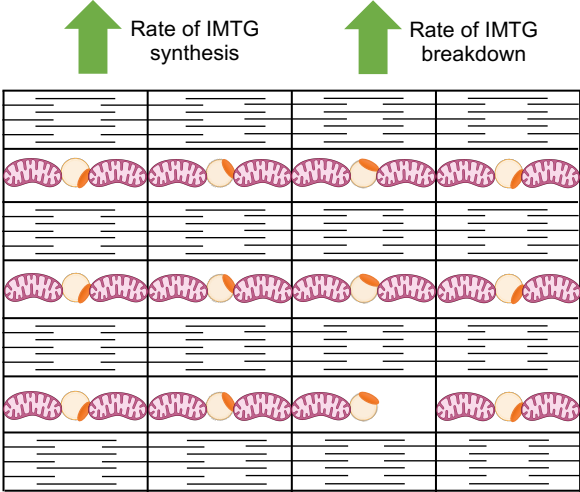 Rate of IMTG
synthesis
Rate of IMTG
breakdown